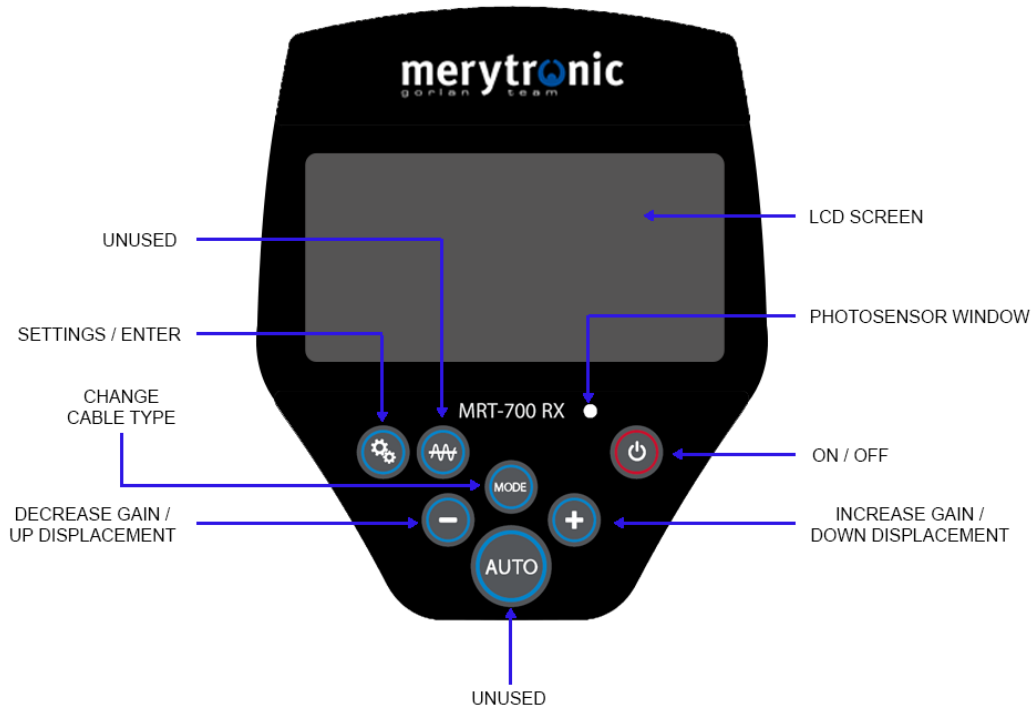 merytronic
gorlan team
LCD SCREEN
UNUSED
PHOTOSENSOR WINDOW
SETTINGS / ENTER
CHANGE
CABLE TYPE
MRT-700 RX
MODE
ON / OFF
DECREASE GAIN /
UP DISPLACEMENT
INCREASE GAIN /
DOWN DISPLACEMENT
AUTO
UNUSED